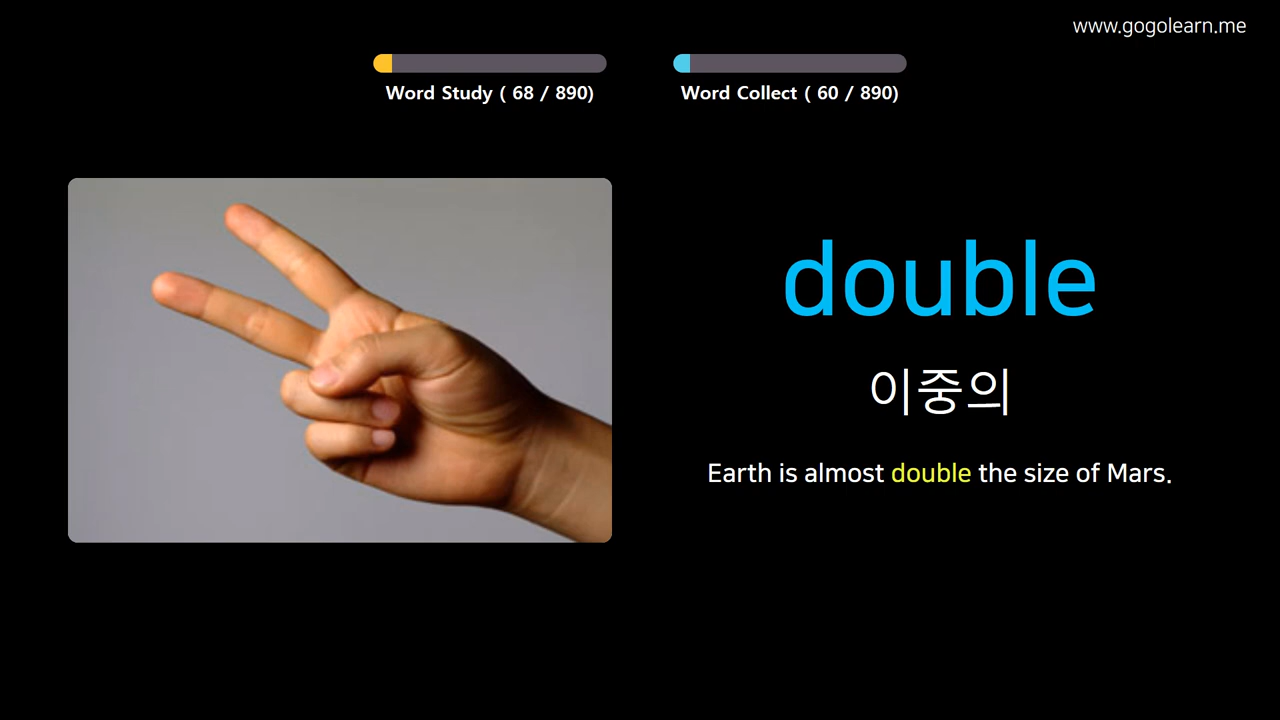 www.gogolearn.me
Word Study ( 68 / 890)
Word Collect ( 60 / 890)
double
이중의
Earth is almost double the size of Mars.